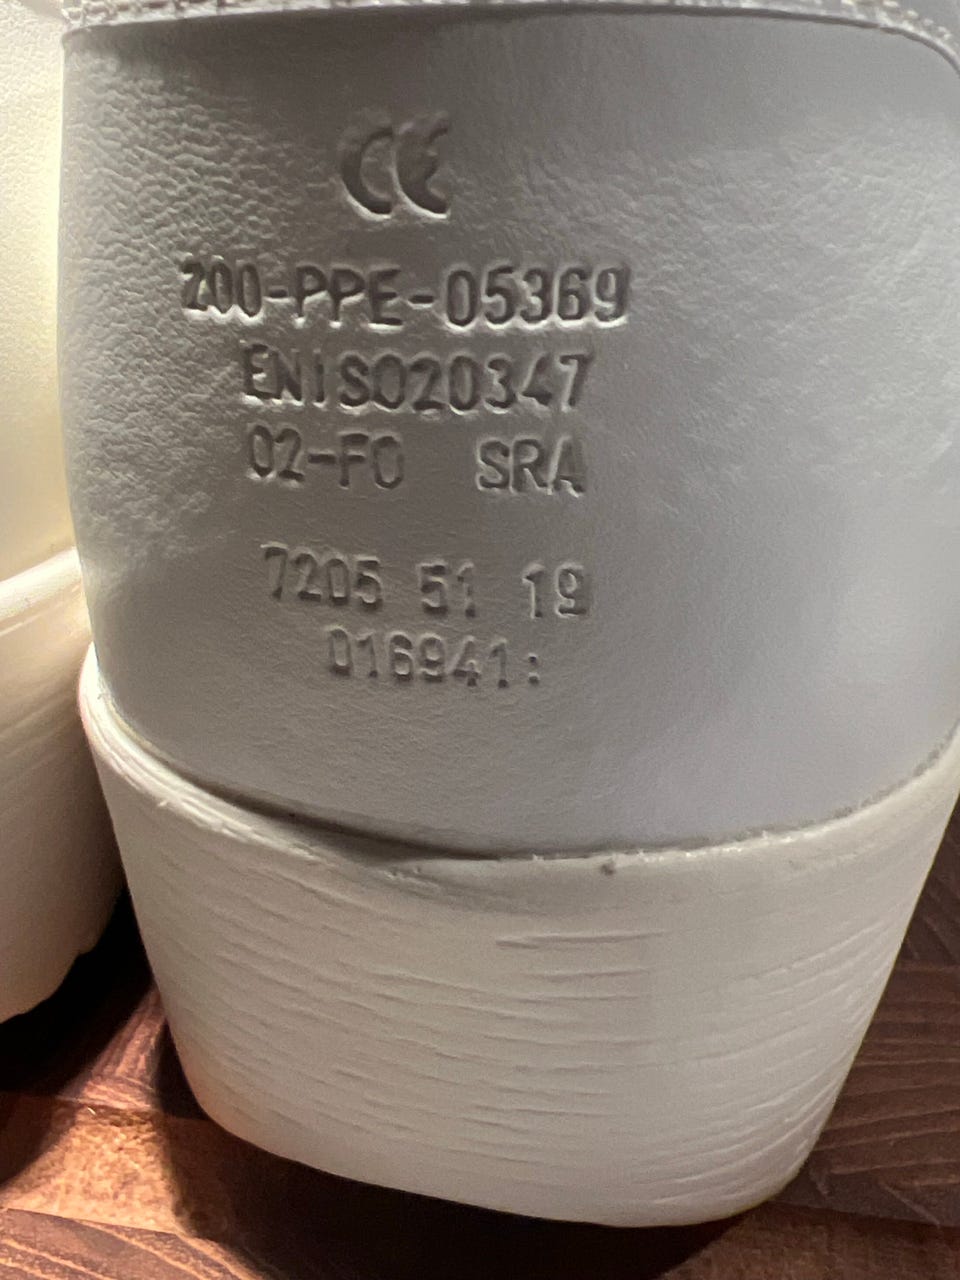 CE
200-PPE-05369
ENISO20347
02-FO SRA
7205 51 19
016941: